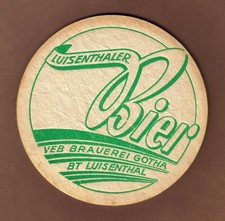 LUISENTHALER
Bier
VEB BRAUEREI GOTHA
BT LUISENTHAL